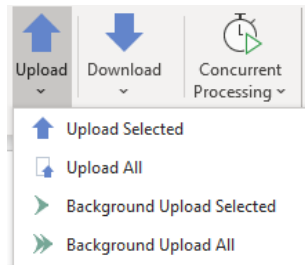 Upload
Download
Concurrent
Processing
Upload Selected
Upload All
Background Upload Selected
Background Upload All